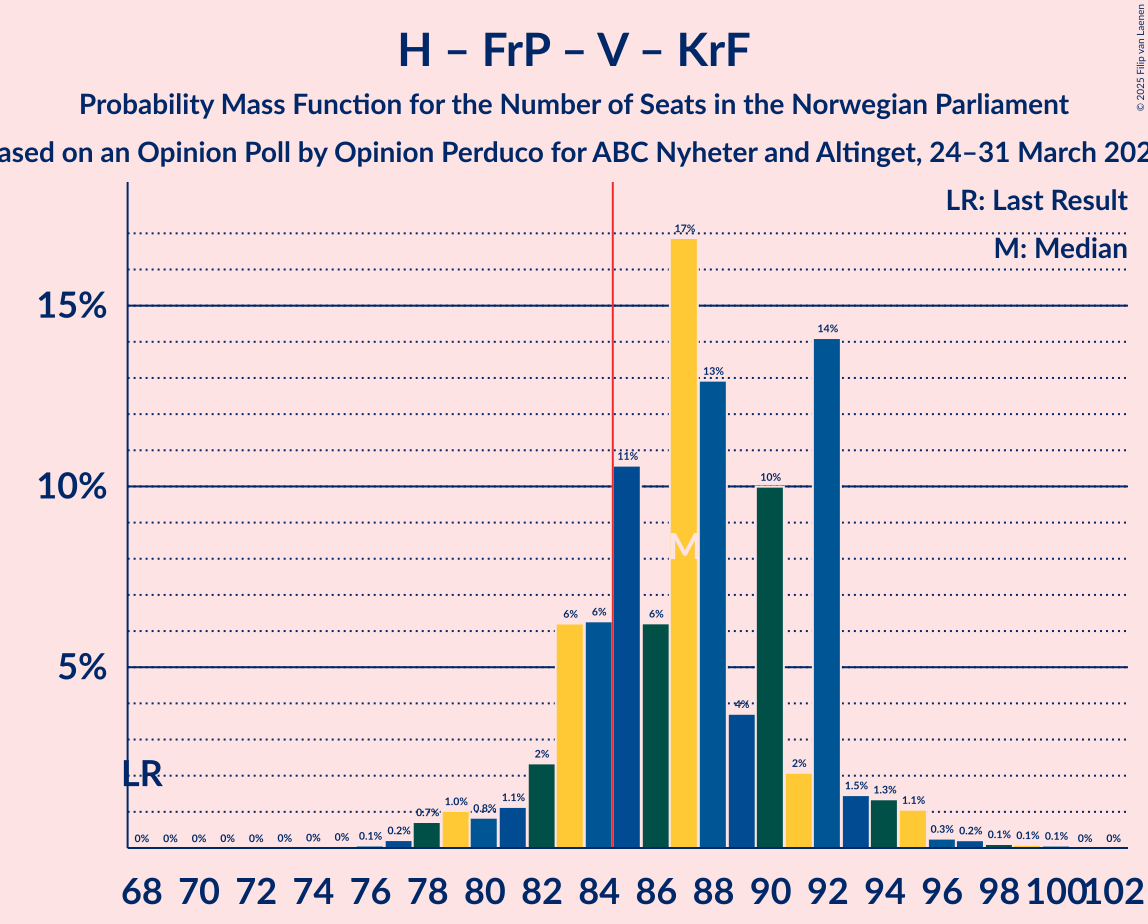 H – FrP – V – KrF
Probability Mass Function for the Number of Seats in the Norwegian Parliament
ased on an Opinion Poll by Opinion Perduco for ABC Nyheter and Altinget, 24–31 March 202
© 2025 Filip van Laenen
LR: Last Result
M: Median
15%
10%
5%
LR
M
0% 0% 0% 0% 0% 0% 0% 0% 0.1% 0.2% 0.7% 1.0% 0.8% 1.1% 2% 6% 6% 11% 6% 17% 13% 4% 10% 2% 14% 1.5% 1.3% 1.1% 0.3% 0.2% 0.1% 0.1% 0.1% 0% 0%
68 70 72 74 76 78 80 82 84 86 88 90 92 94 96 98 100 102